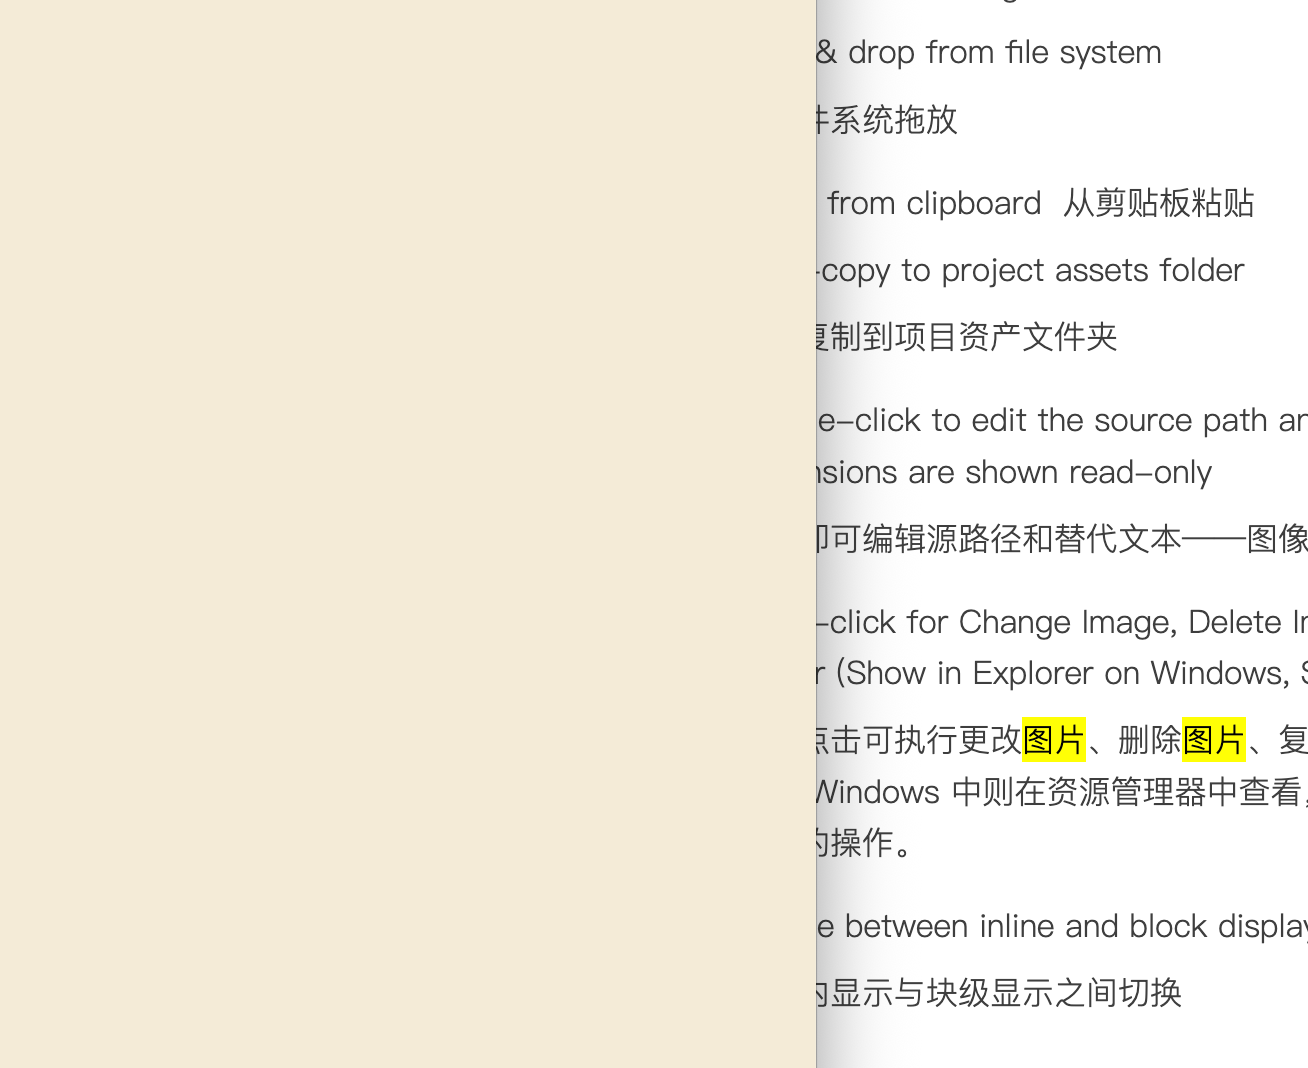 & drop from file system
系统拖放
from clipboard 从剪贴板粘贴
-copy to project assets folder
复制到项目资产文件夹
e-click to edit the source path
nsions are shown read-only
即可编辑源路径和替代文本——图像
-click for Change Image, Delete
r (Show in Explorer on Windows,
点击可执行更改图片、删除图片、复
Windows 中则在资源管理器中查看，
的操作。
e between inline and block display
内显示与块级显示之间切换